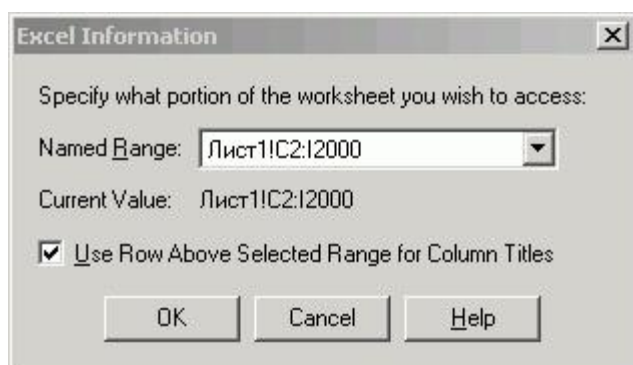 Excel Information
Specify what portion of the worksheet you wish to access:
Named Range: Лист1!C2:I2000
Current Value: Лист1!C2:I2000
Use Row Above Selected Range for Column Titles
OK Cancel Help